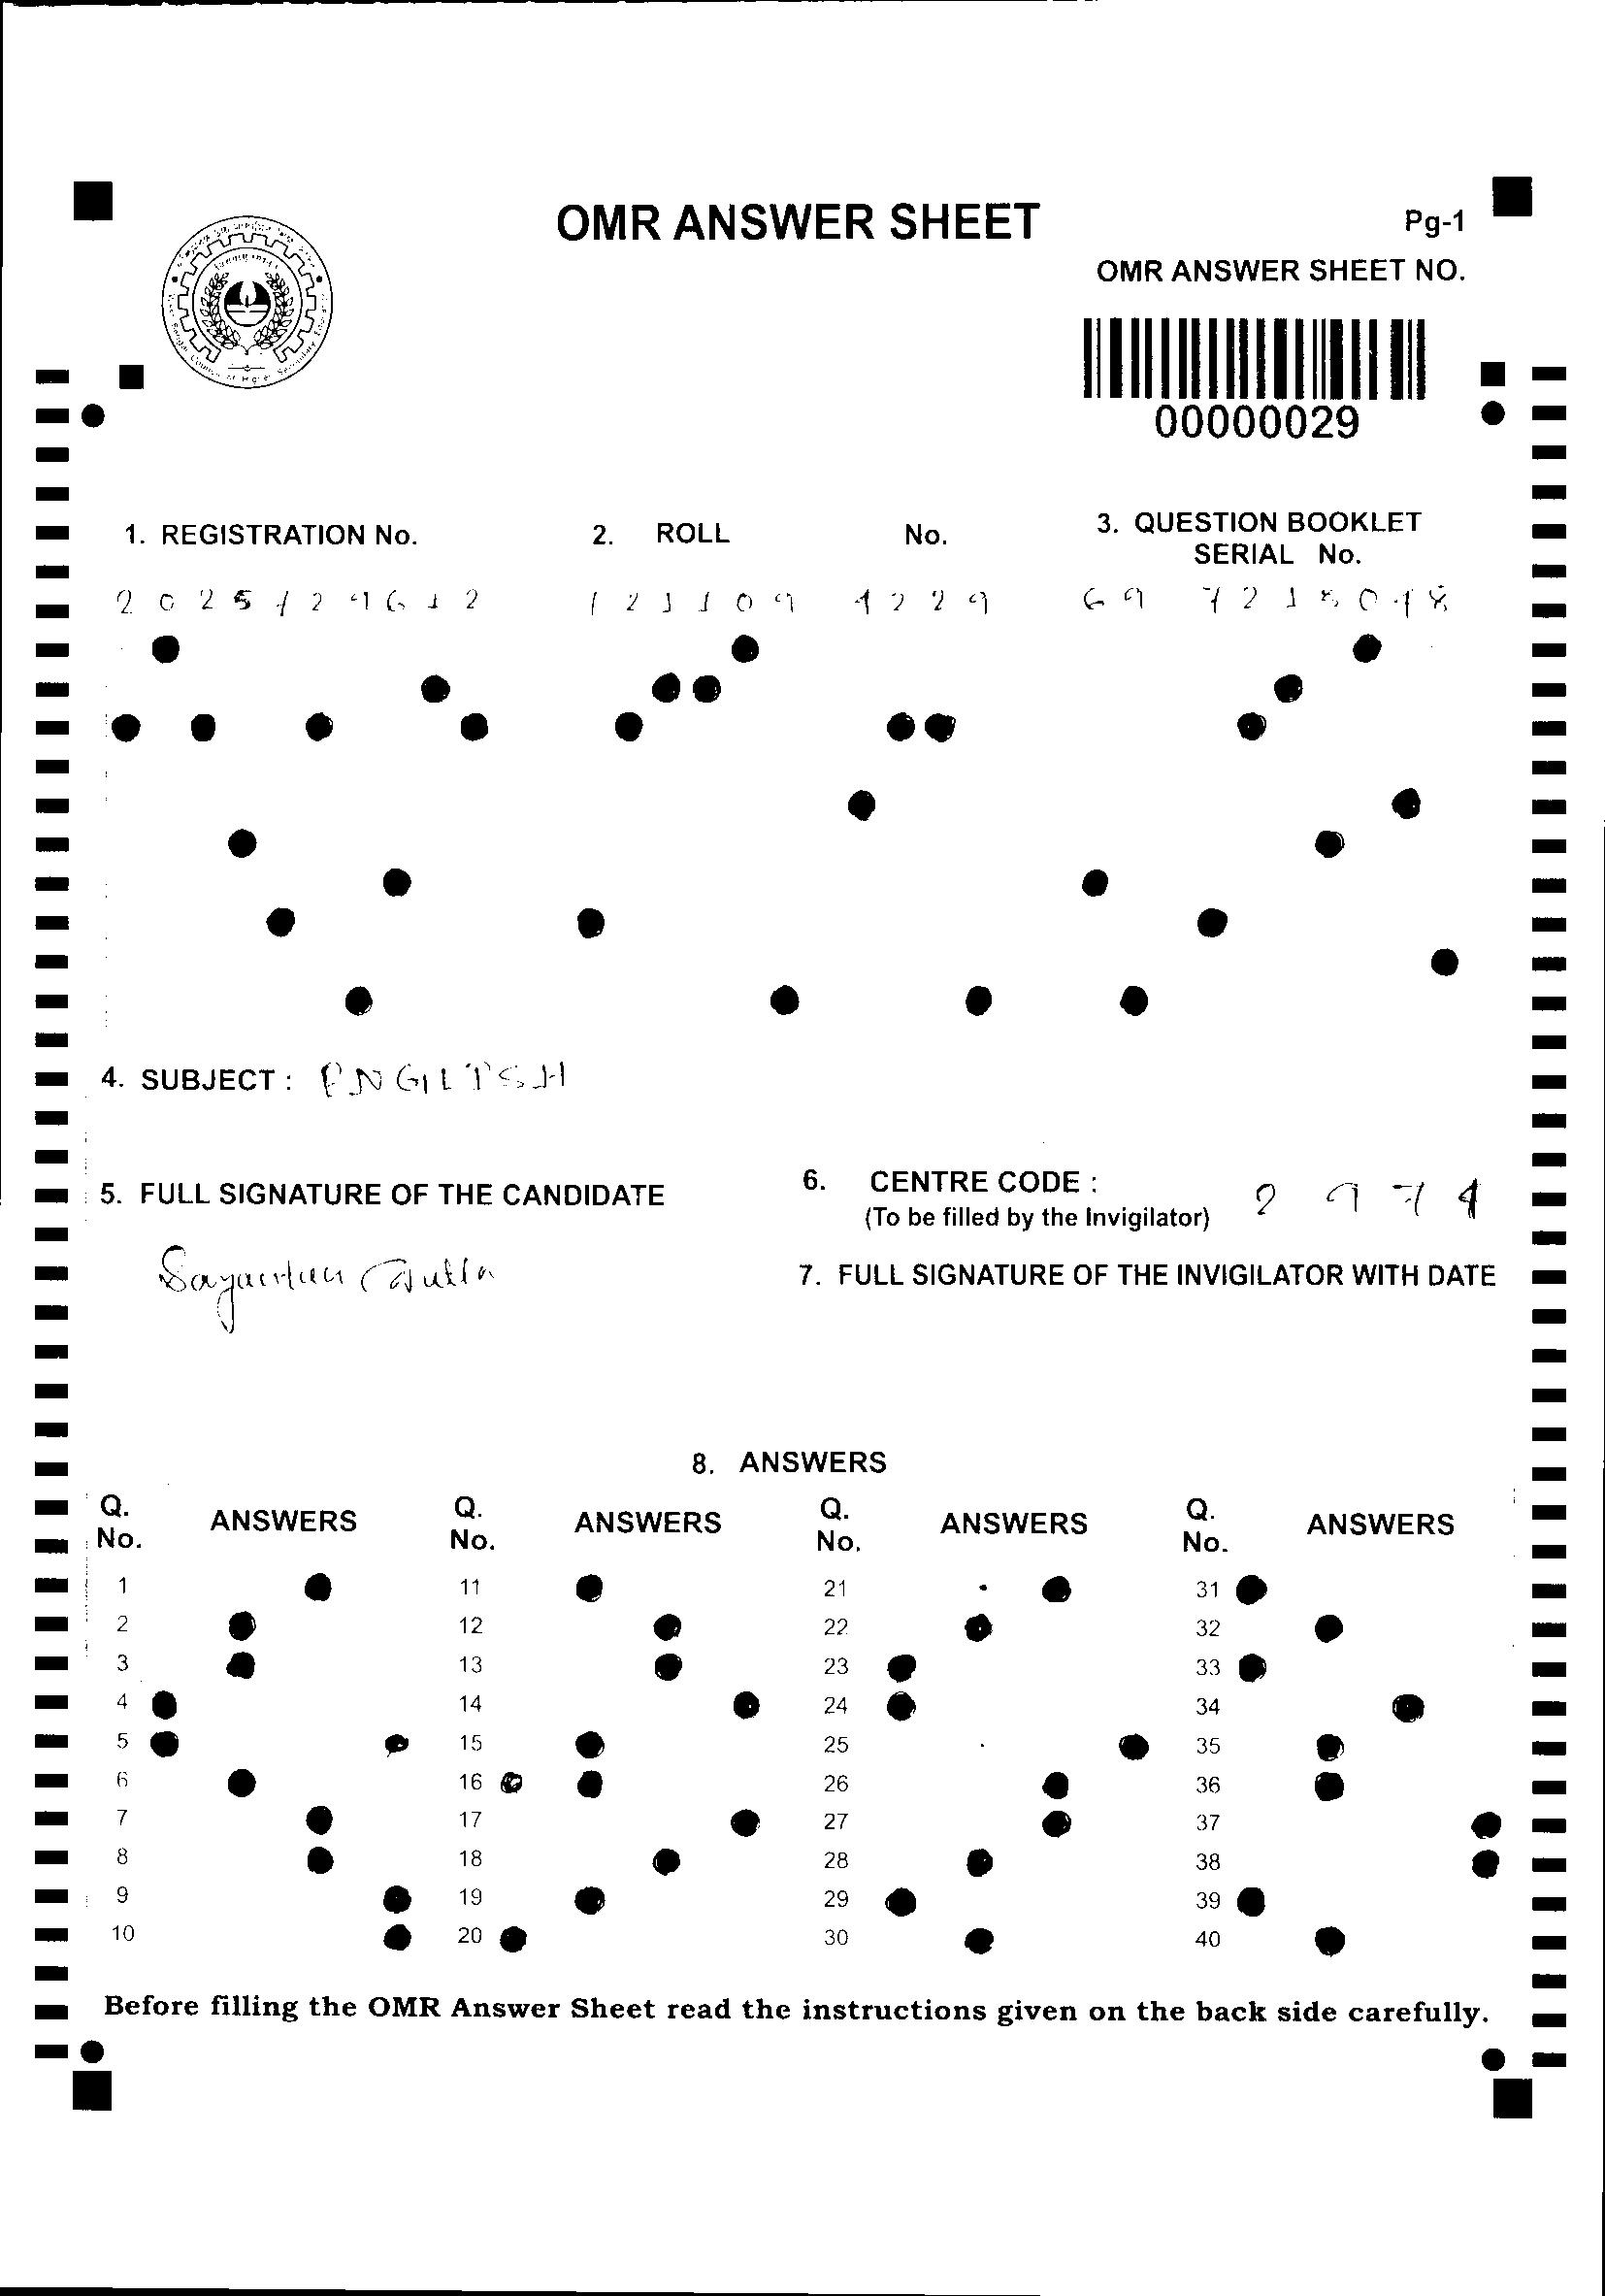 OMR ANSWER SHEET
Pg-1
OMR ANSWER SHEET NO.
00000029
1. REGISTRATION No.
2. ROLL No.
3. QUESTION BOOKLET
SERIAL No.
2 0 2 5 7 2 9 6 1 2
1 2 1 1 0 9 4 2 2 9
6 9 7 2 1 5 0 4 8
4. SUBJECT : ENGLISH
5. FULL SIGNATURE OF THE CANDIDATE
6. CENTRE CODE :
(To be filled by the Invigilator)
2 9 7 4
7. FULL SIGNATURE OF THE INVIGILATOR WITH DATE
8. ANSWERS
Q. No. ANSWERS Q. No. ANSWERS Q. No. ANSWERS Q. No. ANSWERS
1 11 21 31
2 12 22 32
3 13 23 33
4 14 24 34
5 15 25 35
6 16 26 36
7 17 27 37
8 18 28 38
9 19 29 39
10 20 30 40
Before filling the OMR Answer Sheet read the instructions given on the back side carefully.